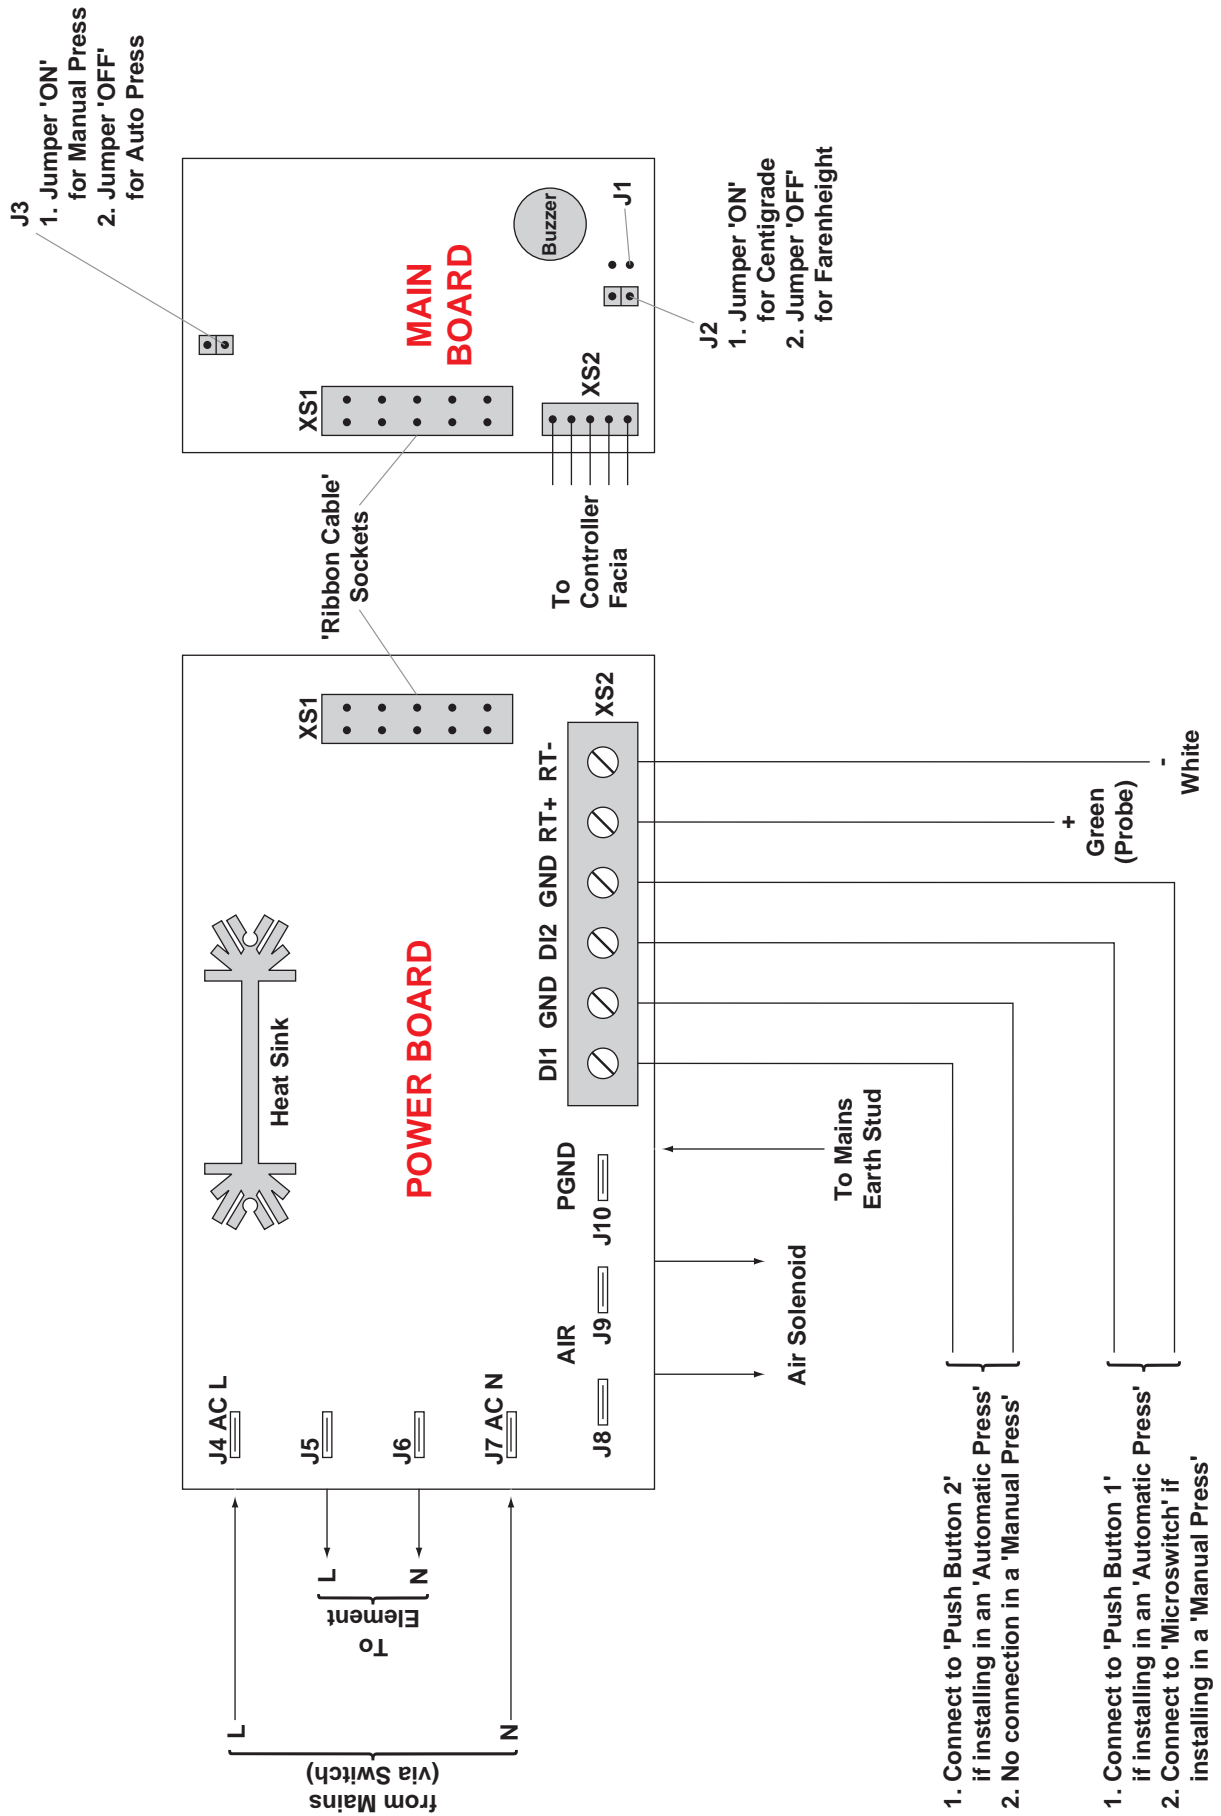 J3
1. Jumper 'ON'
for Manual Press
2. Jumper 'OFF'
for Auto Press
MAIN
BOARD
Buzzer
J1
XS1
XS2
J2
1. Jumper 'ON'
for Centigrade
2. Jumper 'OFF'
for Farenheight
'Ribbon Cable'
Sockets
To
Controller
Facia
XS1
Heat Sink
POWER BOARD
DI1
GND
DI2
GND
RT+
RT-
XS2
J4 AC L
J5
J6
J7 AC N
J8
AIR
J9
J10
PGND
from Mains
(via Switch)
L
N
To
Element
L
N
Air Solenoid
To Mains
Earth Stud
+
Green
(Probe)
-
White
1. Connect to 'Push Button 2'
if installing in an 'Automatic Press'
2. No connection in a 'Manual Press'
1. Connect to 'Push Button 1'
if installing in an 'Automatic Press'
2. Connect to 'Microswitch' if
installing in a 'Manual Press'